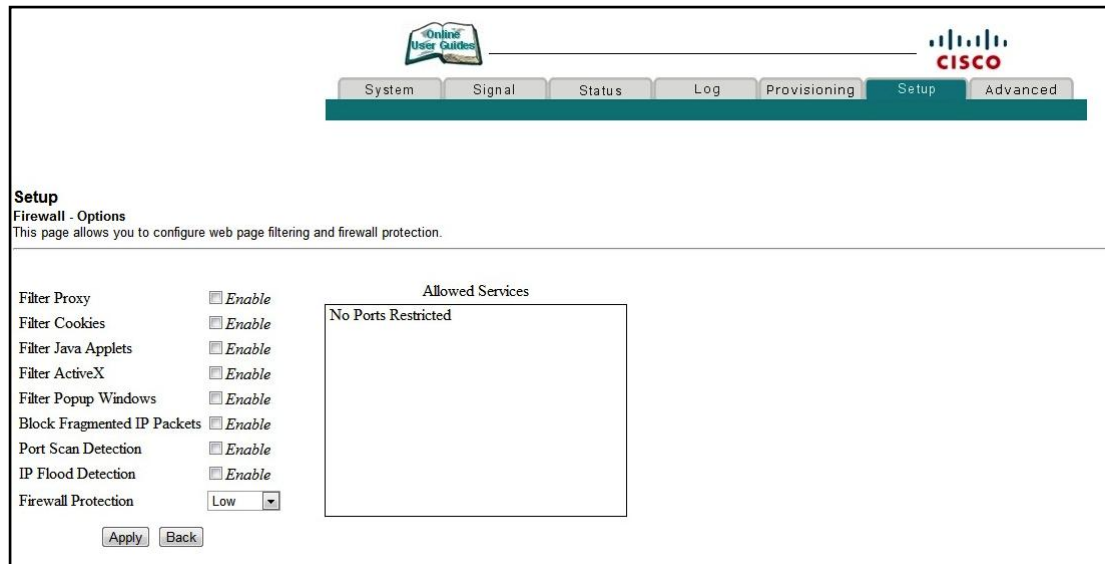 Online
User Guides
CISCO
System Signal Status Log Provisioning Setup Advanced
Setup
Firewall - Options
This page allows you to configure web page filtering and firewall protection.
Allowed Services
Filter Proxy Enable
No Ports Restricted
Filter Cookies Enable
Filter Java Applets Enable
Filter ActiveX Enable
Filter Popup Windows Enable
Block Fragmented IP Packets Enable
Port Scan Detection Enable
IP Flood Detection Enable
Firewall Protection Low
Apply Back